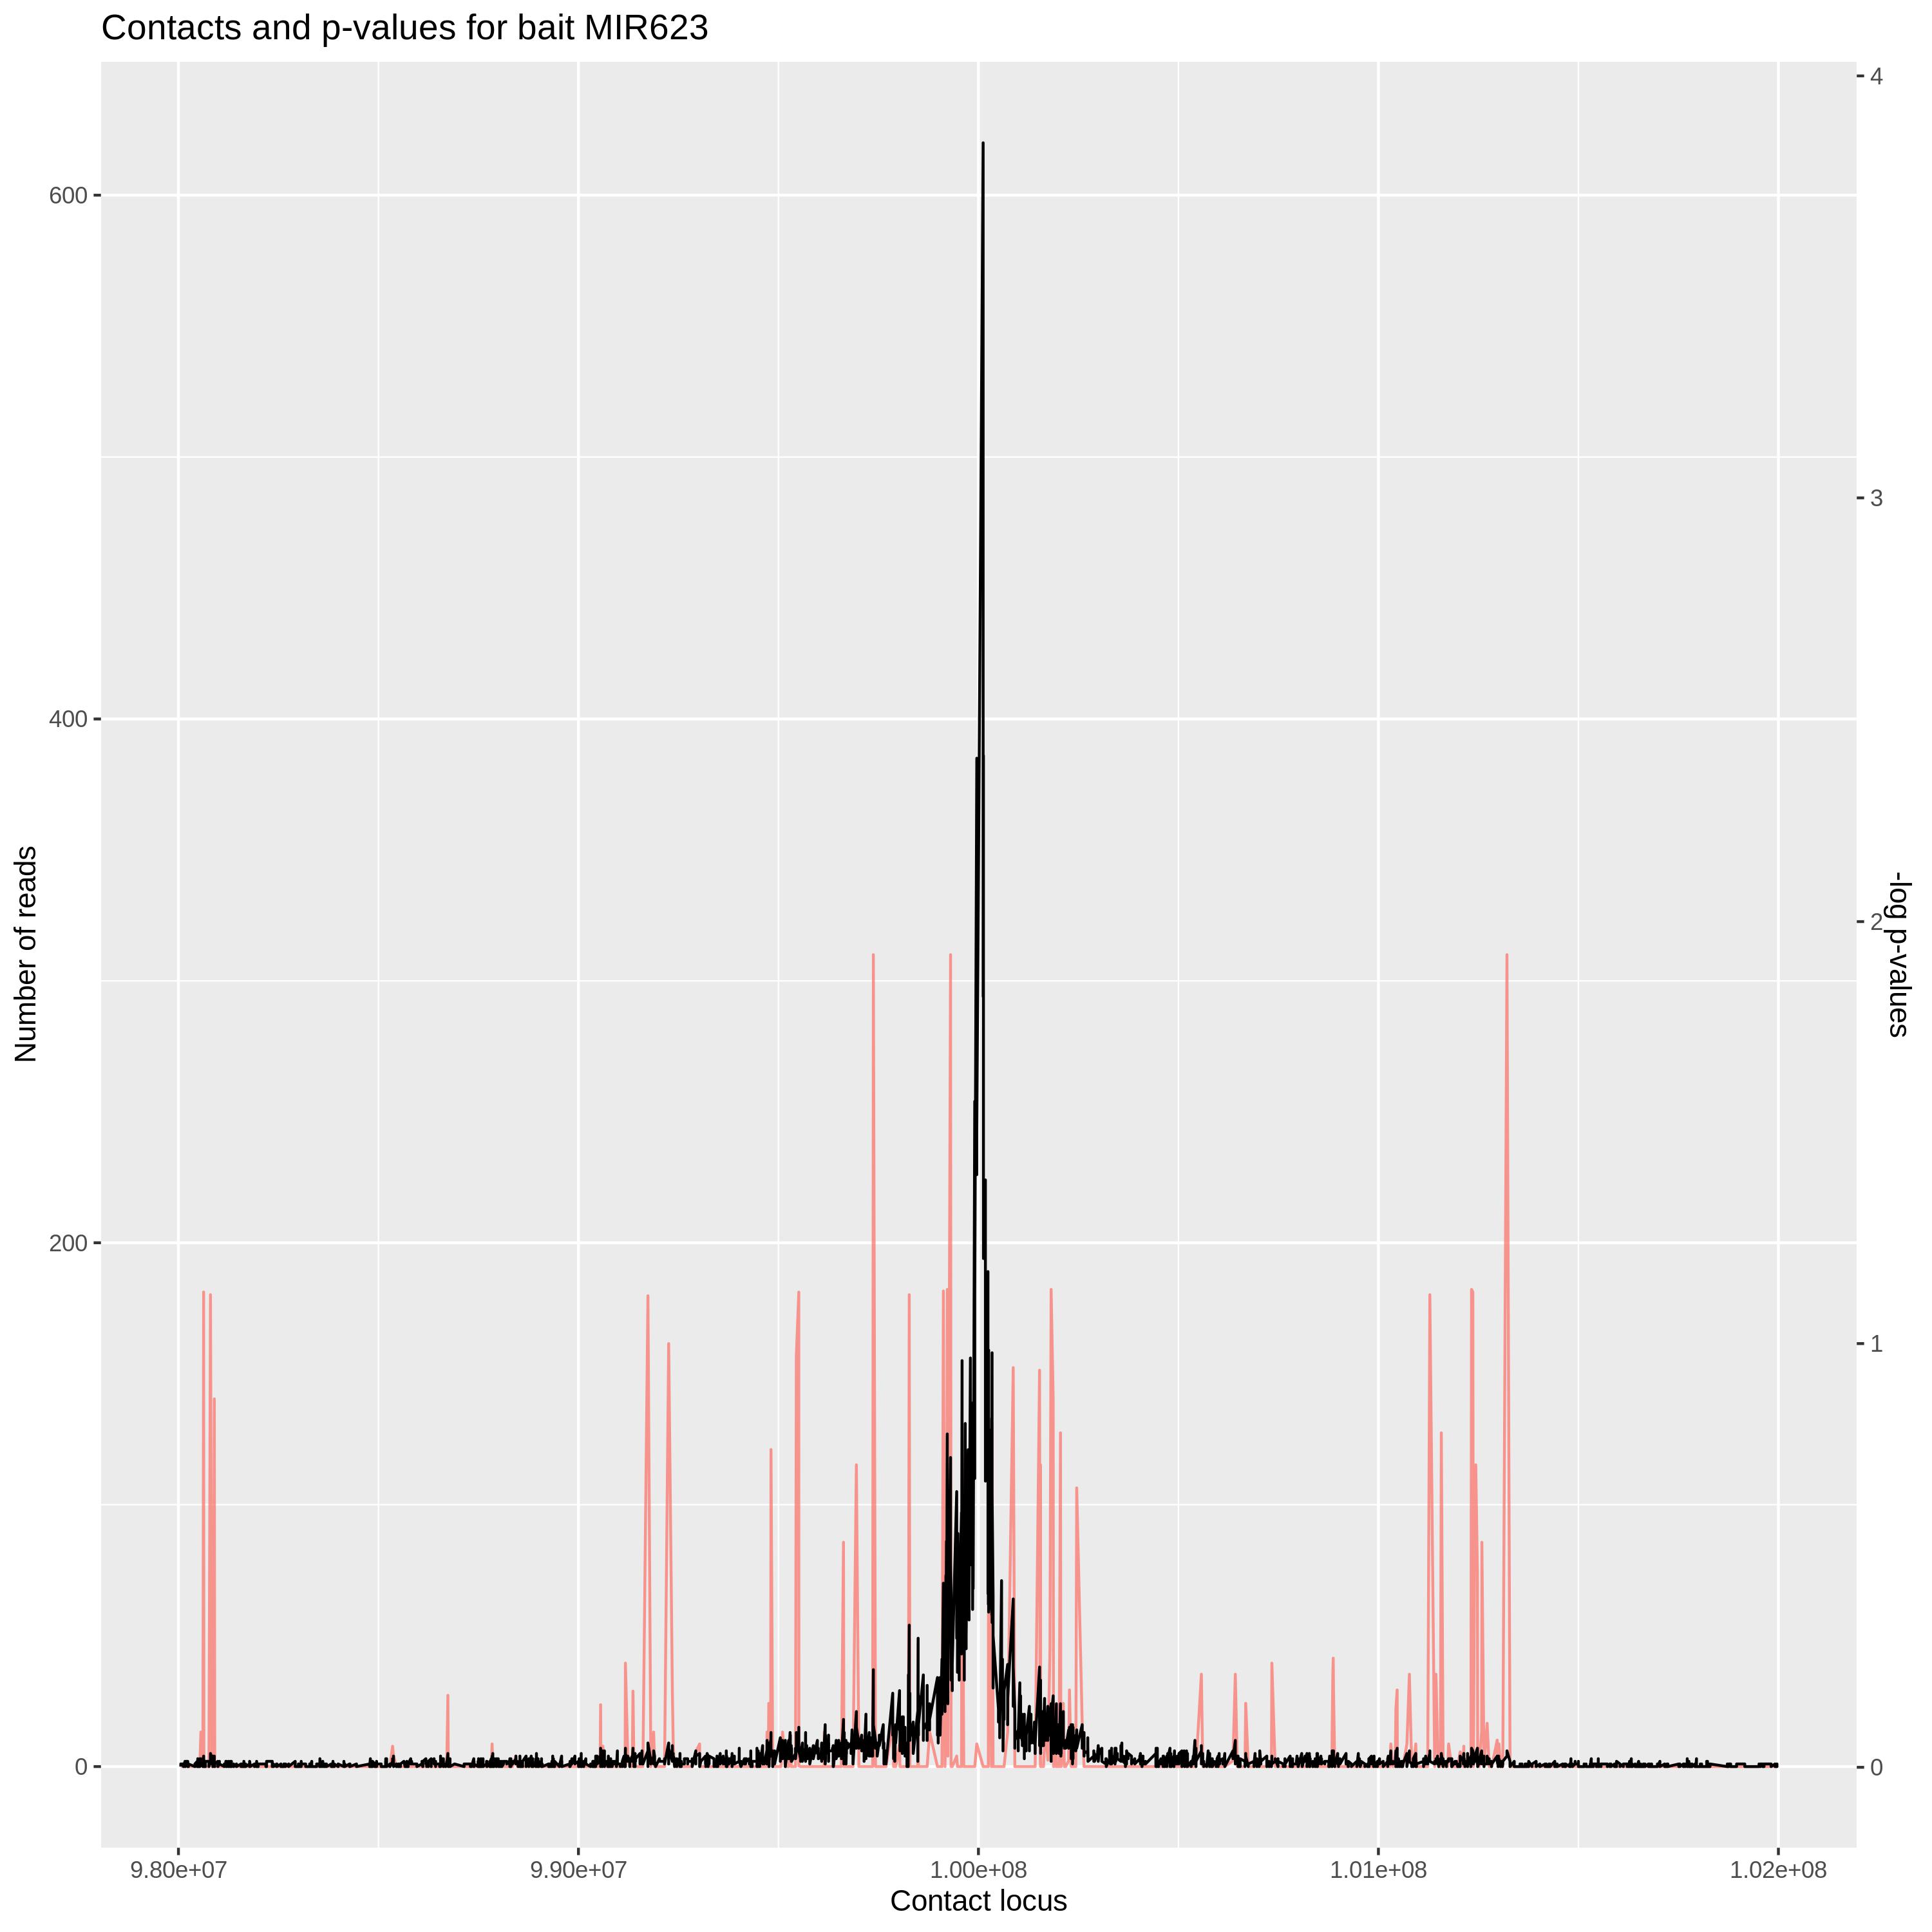 Contacts and p-values for bait MIR623
4
600
3
400
Number of reads
2
-log p-values
200
1
0
0
9.80e+07
9.90e+07
1.00e+08
1.01e+08
1.02e+08
Contact locus